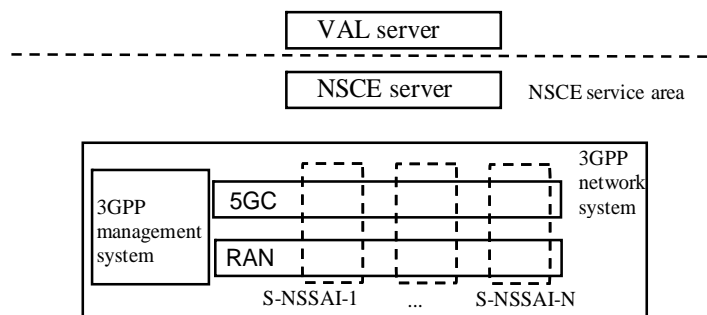 VAL server
NSCE server
NSCE service area
3GPP
network
system
3GPP
management
system
5GC
RAN
S-NSSAI-1
...
S-NSSAI-N